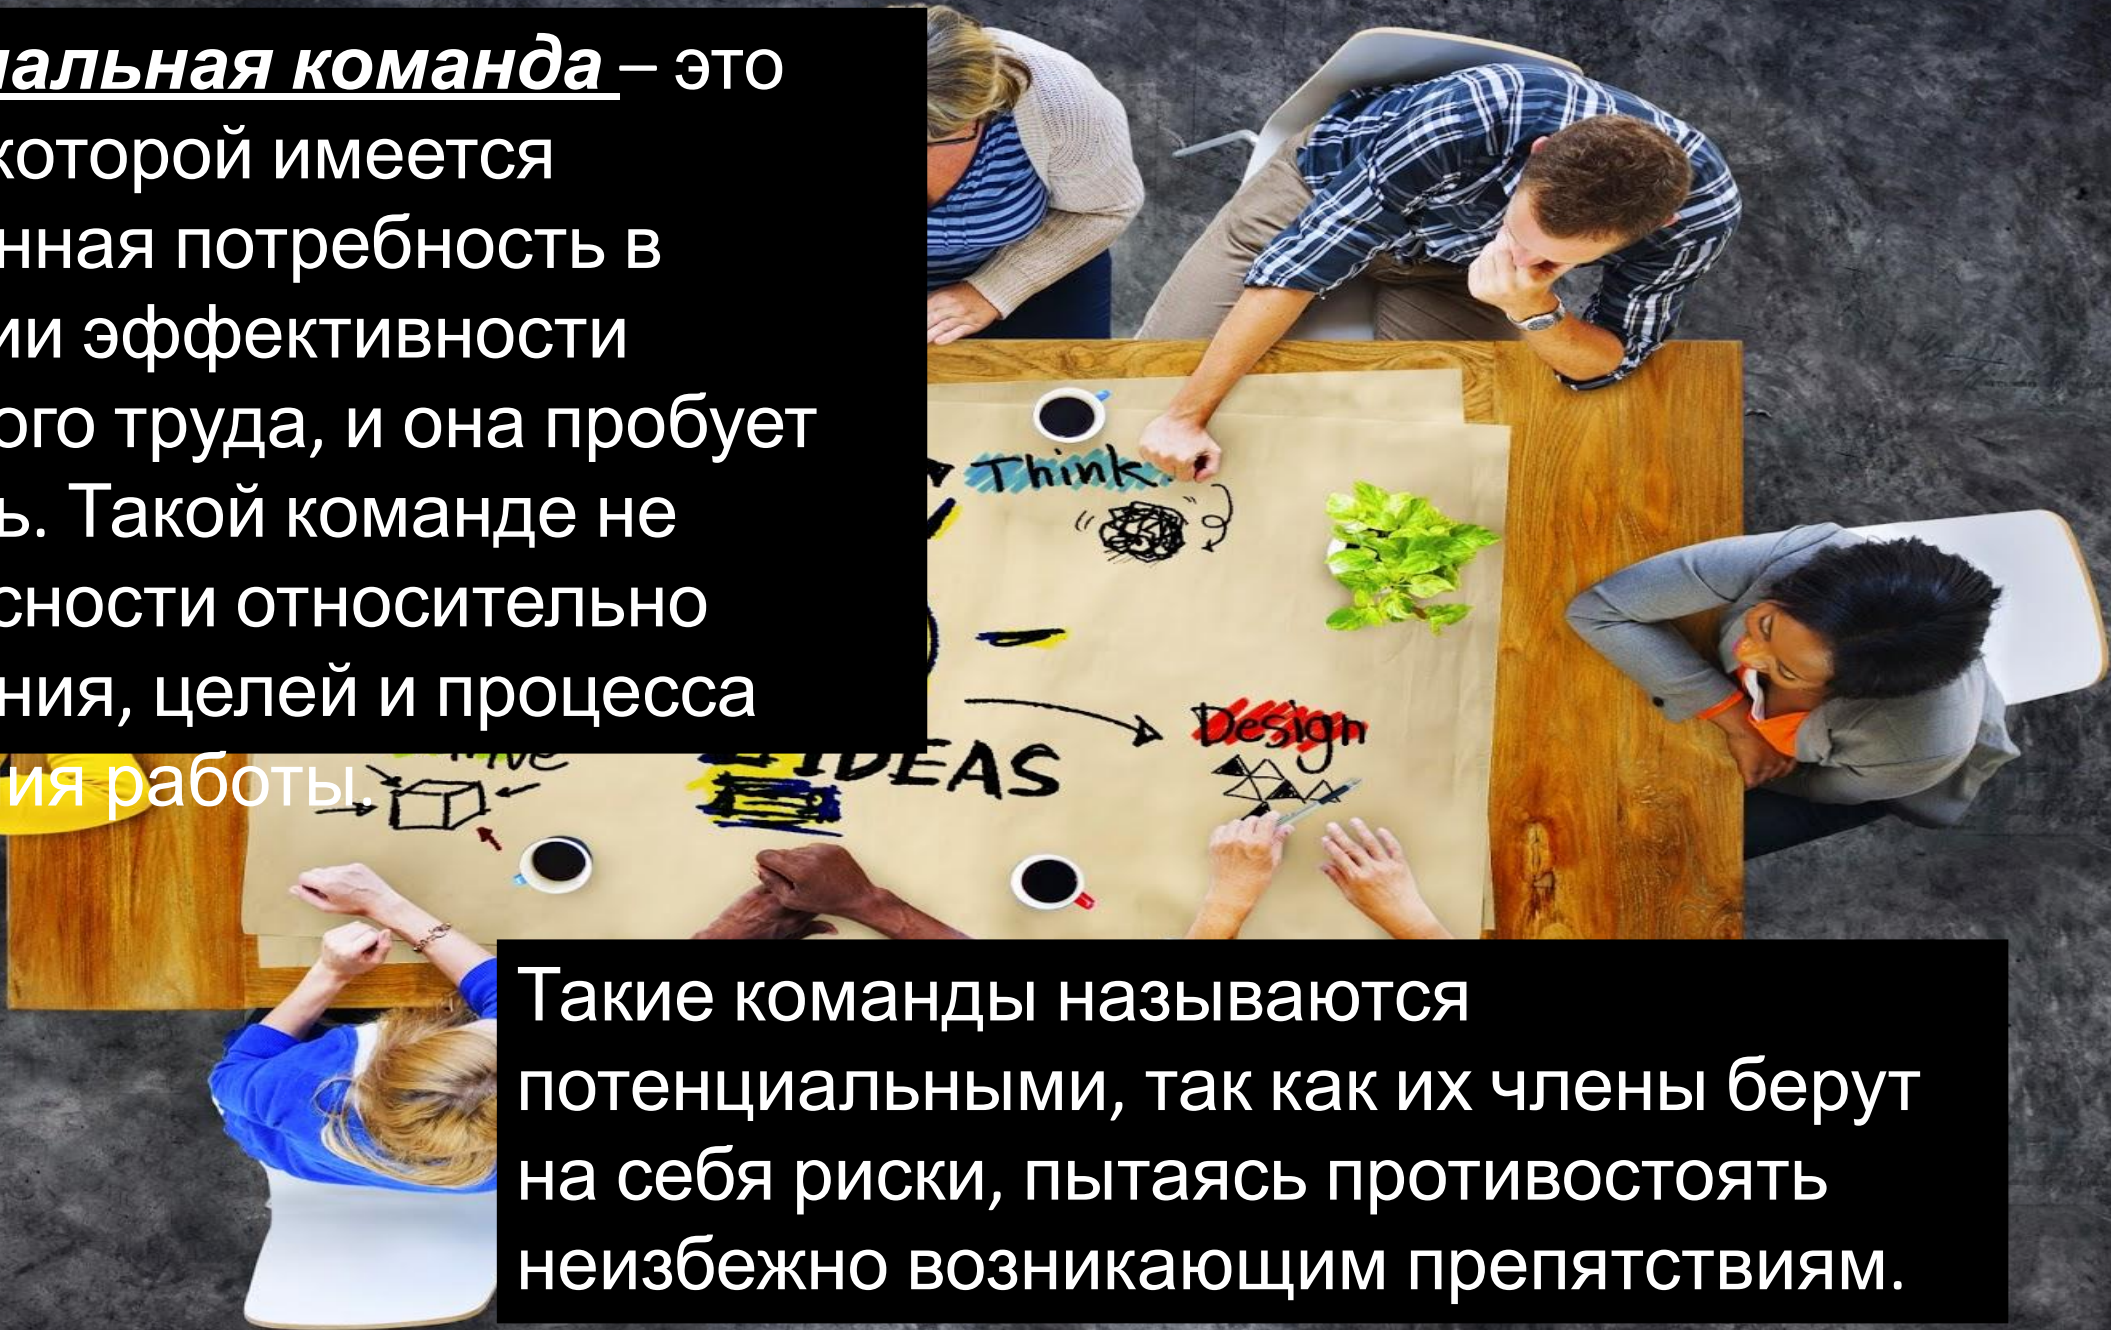 альная команда – это
которой имеется
нная потребность в
ии эффективности
ого труда, и она пробует
ь. Такой команде не
сности относительно
ния, целей и процесса
ия работы.
Think.
Design
IDEAS
Такие команды называются
потенциальными, так как их члены берут
на себя риски, пытаясь противостоять
неизбежно возникающим препятствиям.